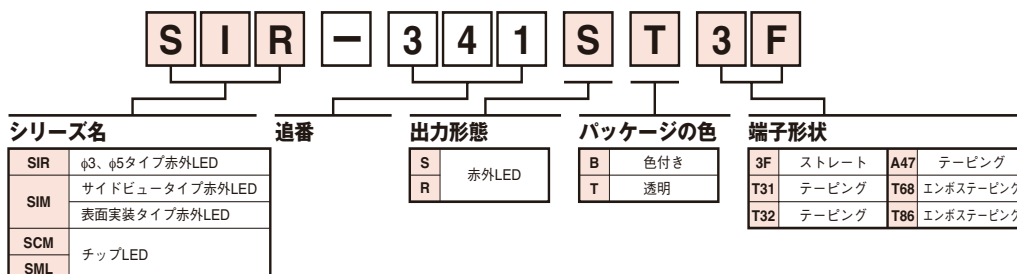 SIR-341ST3F
シリーズ名
SIR φ3、φ5タイプ赤外LED
SIM サイドビュータイプ赤外LED
表面実装タイプ赤外LED
SCM チップLED
SML
追番
出力形態
S 赤外LED
R
パッケージの色
B 色付き
T 透明
端子形状
3F ストレート A47 テーピング
T31 テーピング T68 エンボステーピング
T32 テーピング T86 エンボステーピング